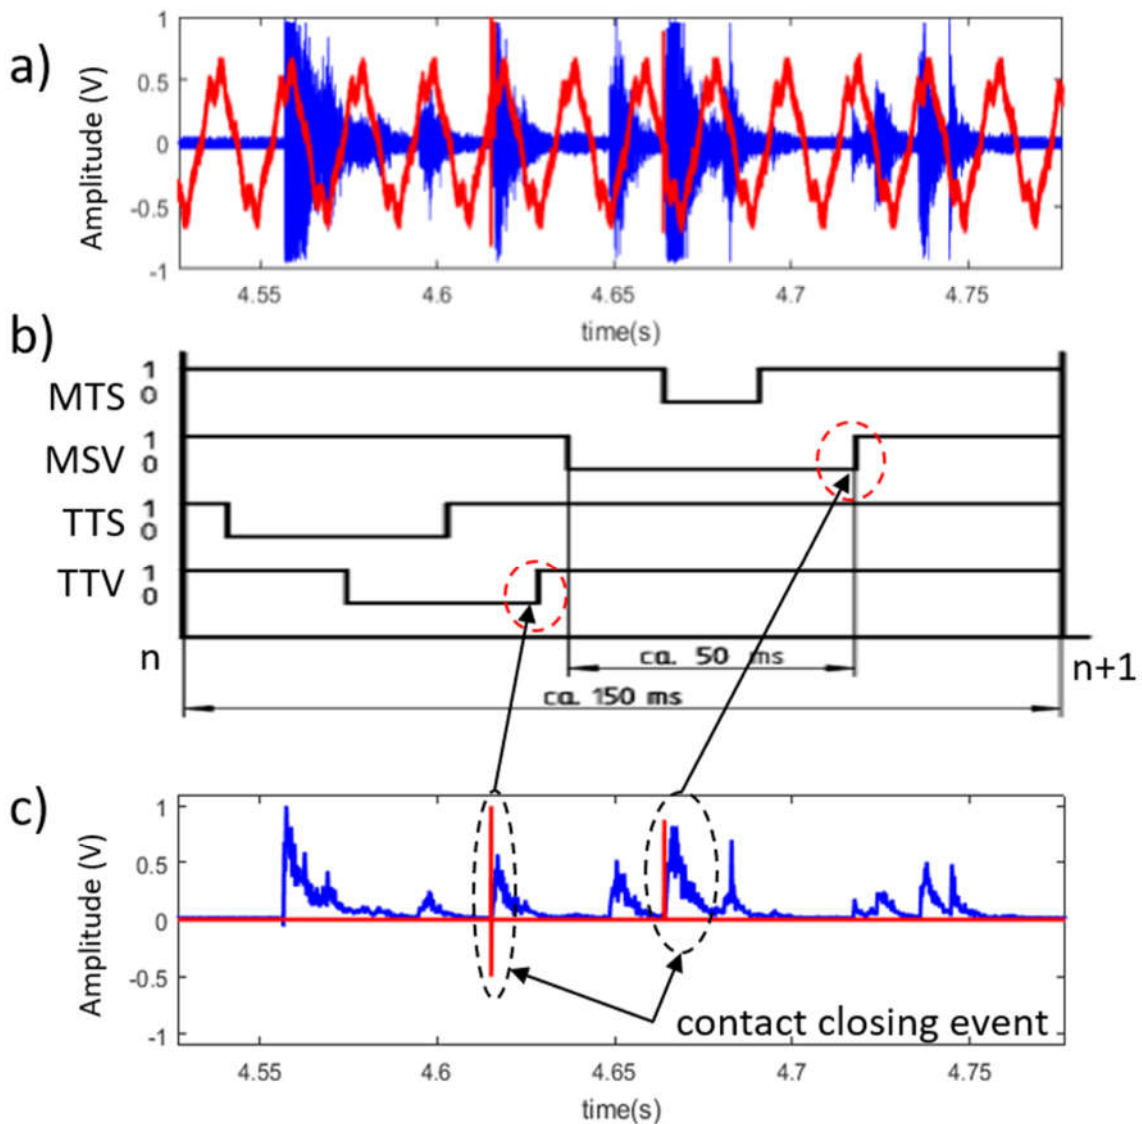 a)
Amplitude (V)
1
0.5
0
-0.5
-1
4.55 4.6 4.65 4.7 4.75
time(s)
b)
MTS 1 0
MSV 1 0
TTS 1 0
TTV 1 0
n ca. 50 ms n+1
ca. 150 ms
c)
Amplitude (V)
1
0.5
0
-0.5
-1
contact closing event
4.55 4.6 4.65 4.7 4.75
time(s)